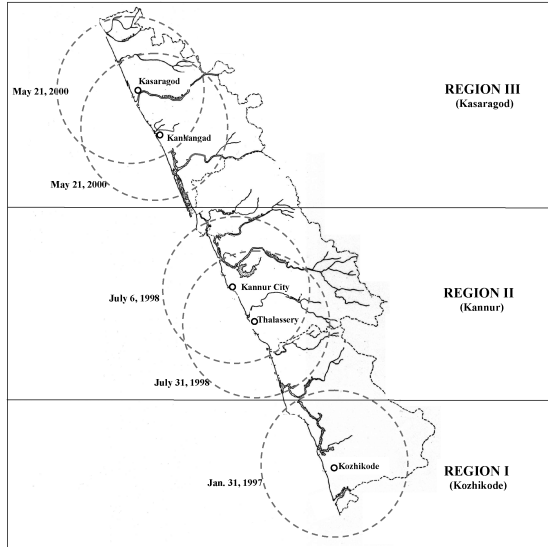 REGION III
(Kasaragod)
Kasaragod
May 21, 2000
Kanhangad
May 21, 2000
REGION II
(Kannur)
Kannur City
July 6, 1998
Thalassery
July 31, 1998
REGION I
(Kozhikode)
Kozhikode
Jan. 31, 1997